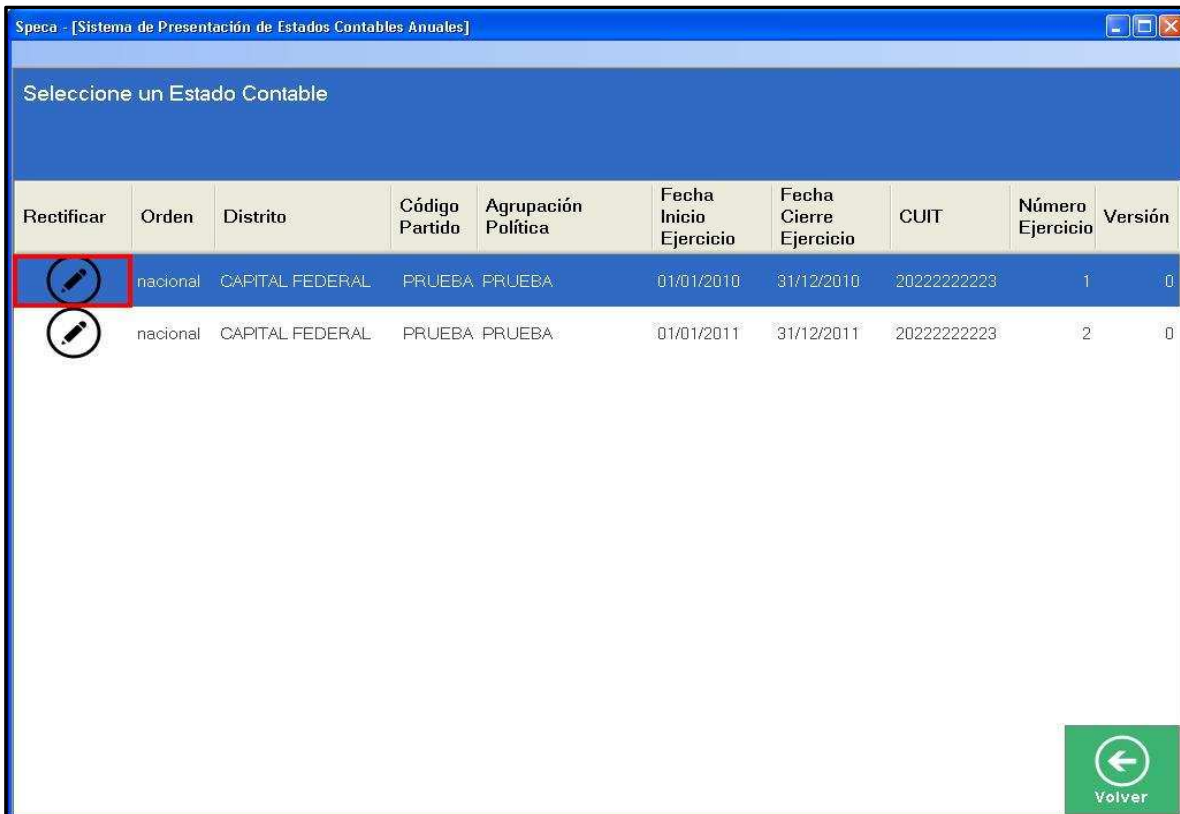 Speca - [Sistema de Presentación de Estados Contables Anuales]
Seleccione un Estado Contable
Rectificar Orden Distrito Código Partido Agrupación Política Fecha Inicio Ejercicio Fecha Cierre Ejercicio CUIT Número Ejercicio Versión
nacional CAPITAL FEDERAL PRUEBA PRUEBA 01/01/2010 31/12/2010 20222222223 1 0
nacional CAPITAL FEDERAL PRUEBA PRUEBA 01/01/2011 31/12/2011 20222222223 2 0
Volver